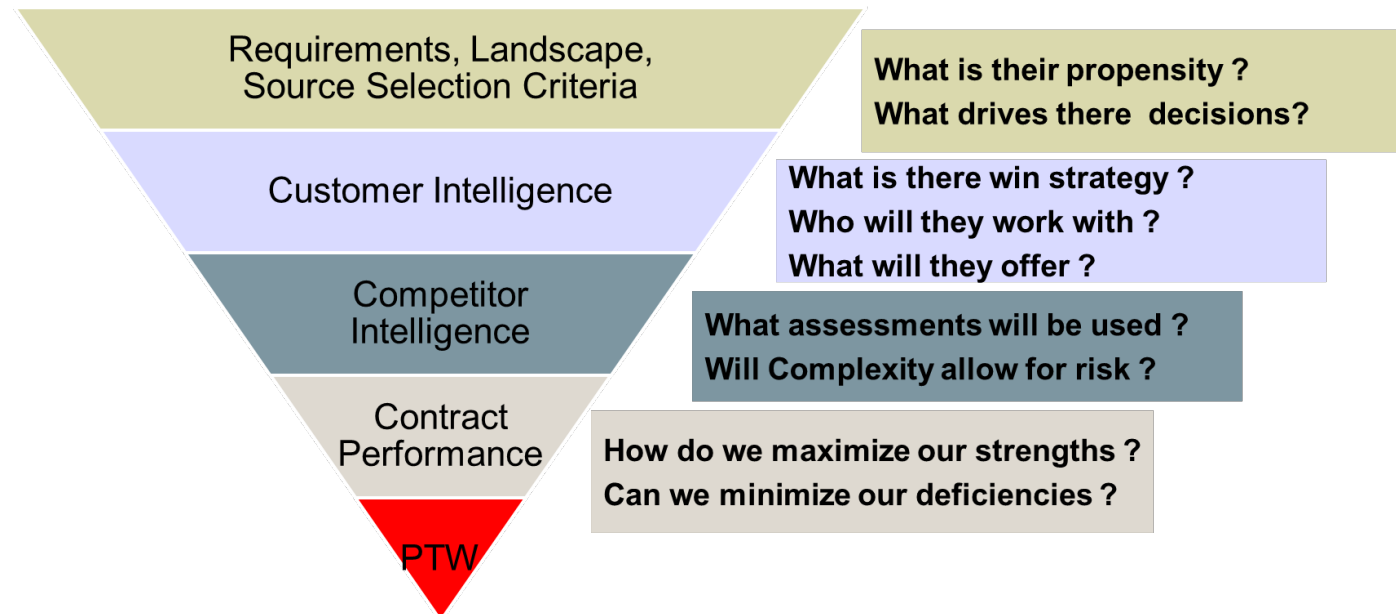 Requirements, Landscape,
Source Selection Criteria
What is their propensity ?
What drives there decisions?
Customer Intelligence
What is there win strategy ?
Who will they work with ?
What will they offer ?
Competitor
Intelligence
What assessments will be used ?
Will Complexity allow for risk ?
Contract
Performance
How do we maximize our strengths ?
Can we minimize our deficiencies ?
PTW